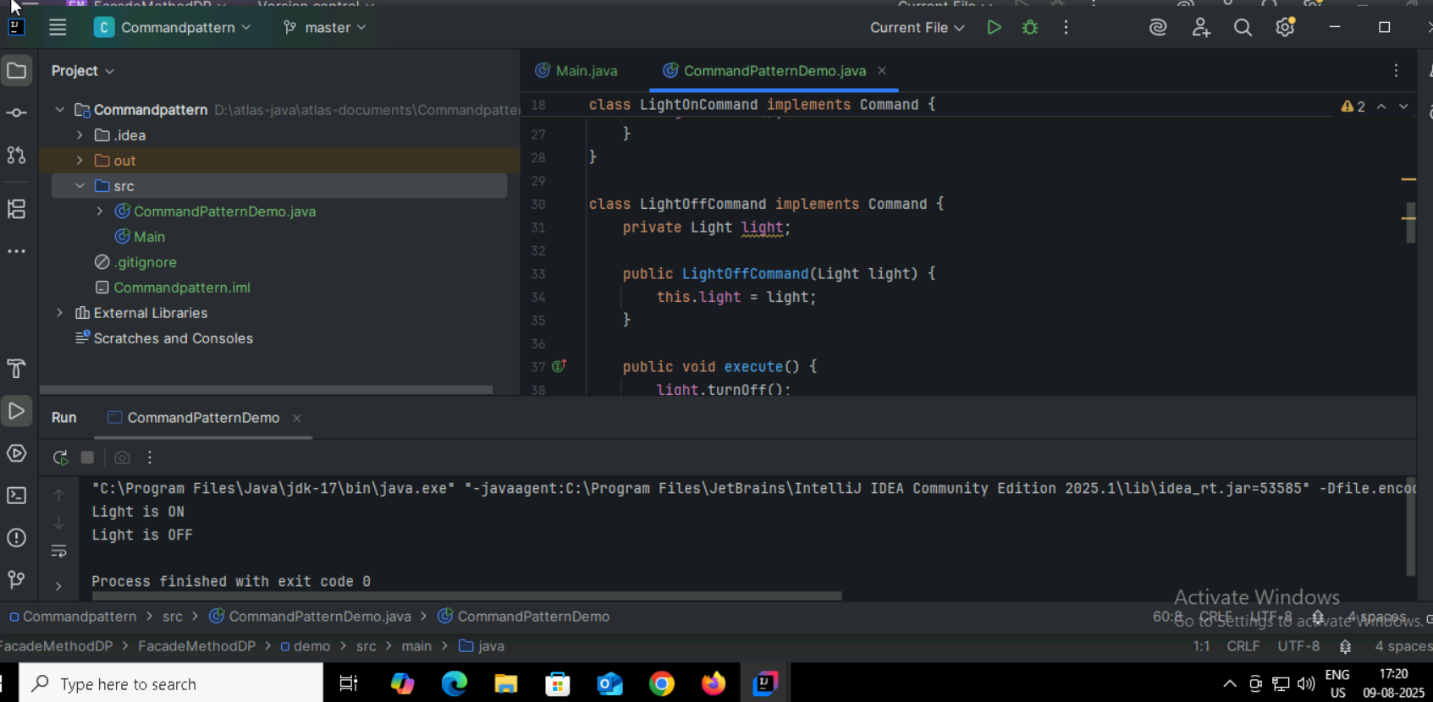 FacadeMethodDP Version control Current File
Commandpattern master Current File
Project
Commandpattern D:\atlas-java\atlas-documents\Commandpatter
.idea
out
src
CommandPatternDemo.java
Main
.gitignore
Commandpattern.iml
External Libraries
Scratches and Consoles
Main.java CommandPatternDemo.java
18 class LightOnCommand implements Command { 2
27 }
28 }
29
30 class LightOffCommand implements Command {
31 private Light light;
32
33 public LightOffCommand(Light light) {
34 this.light = light;
35 }
36
37 public void execute() {
38 light.turnOff();
Run CommandPatternDemo
"C:\Program Files\Java\jdk-17\bin\java.exe" "-javaagent:C:\Program Files\JetBrains\IntelliJ IDEA Community Edition 2025.1\lib\idea_rt.jar=53585" -Dfile.enco
Light is ON
Light is OFF
Process finished with exit code 0
Activate Windows
Go to Settings to activate Windows.
Commandpattern > src > CommandPatternDemo.java > CommandPatternDemo 60:8 CRLF UTF-8 4 spaces
FacadeMethodDP > FacadeMethodDP > demo > src > main > java 1:1 CRLF UTF-8 4 spaces
Type here to search
ENG
US
17:20
09-08-2025